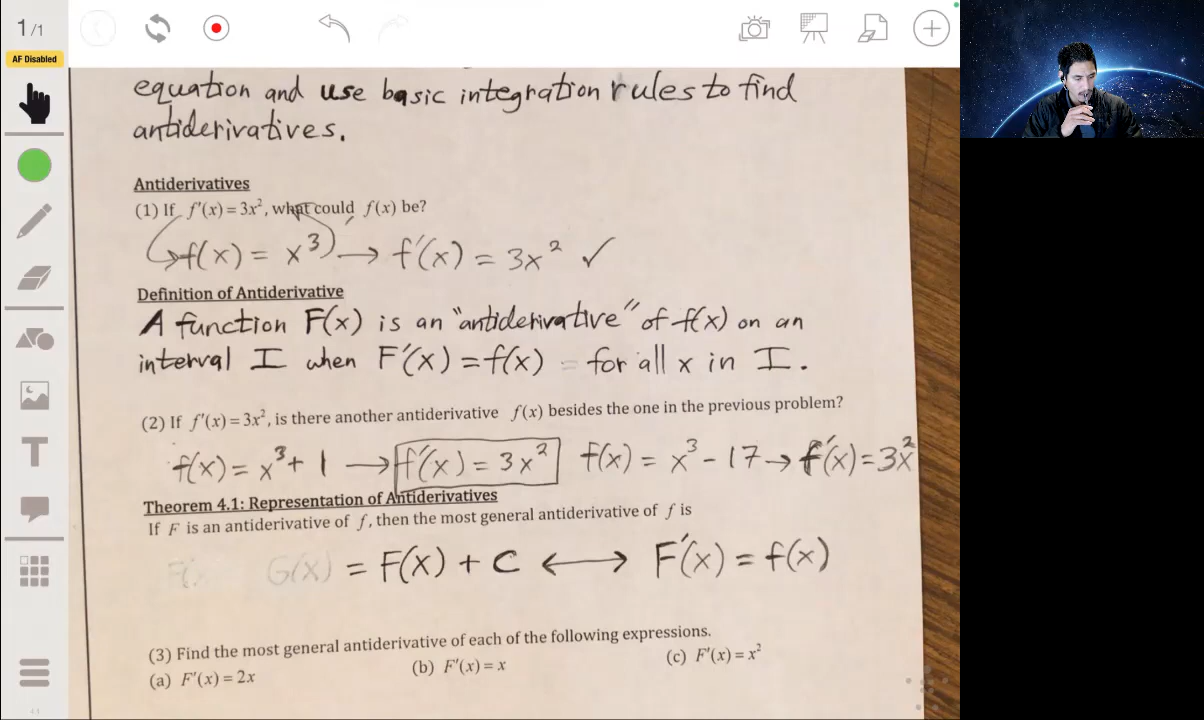 1/1
AF Disabled
equation and use basic integration rules to find
antiderivatives.
Antiderivatives
(1) If f'(x) = 3x², what could f(x) be?
f(x) = x³ → f'(x) = 3x² ✓
Definition of Antiderivative
A function F(x) is an "antiderivative" of f(x) on an
interval I when F'(x) = f(x) = for all x in I.
(2) If f'(x) = 3x², is there another antiderivative f(x) besides the one in the previous problem?
f(x) = x³ + 1 → f'(x) = 3x² f(x) = x³ - 17 → f'(x) = 3x²
Theorem 4.1: Representation of Antiderivatives
If F is an antiderivative of f, then the most general antiderivative of f is
G(x) = F(x) + C ⟷ F'(x) = f(x)
(3) Find the most general antiderivative of each of the following expressions.
(a) F'(x) = 2x (b) F'(x) = x (c) F'(x) = x²
T